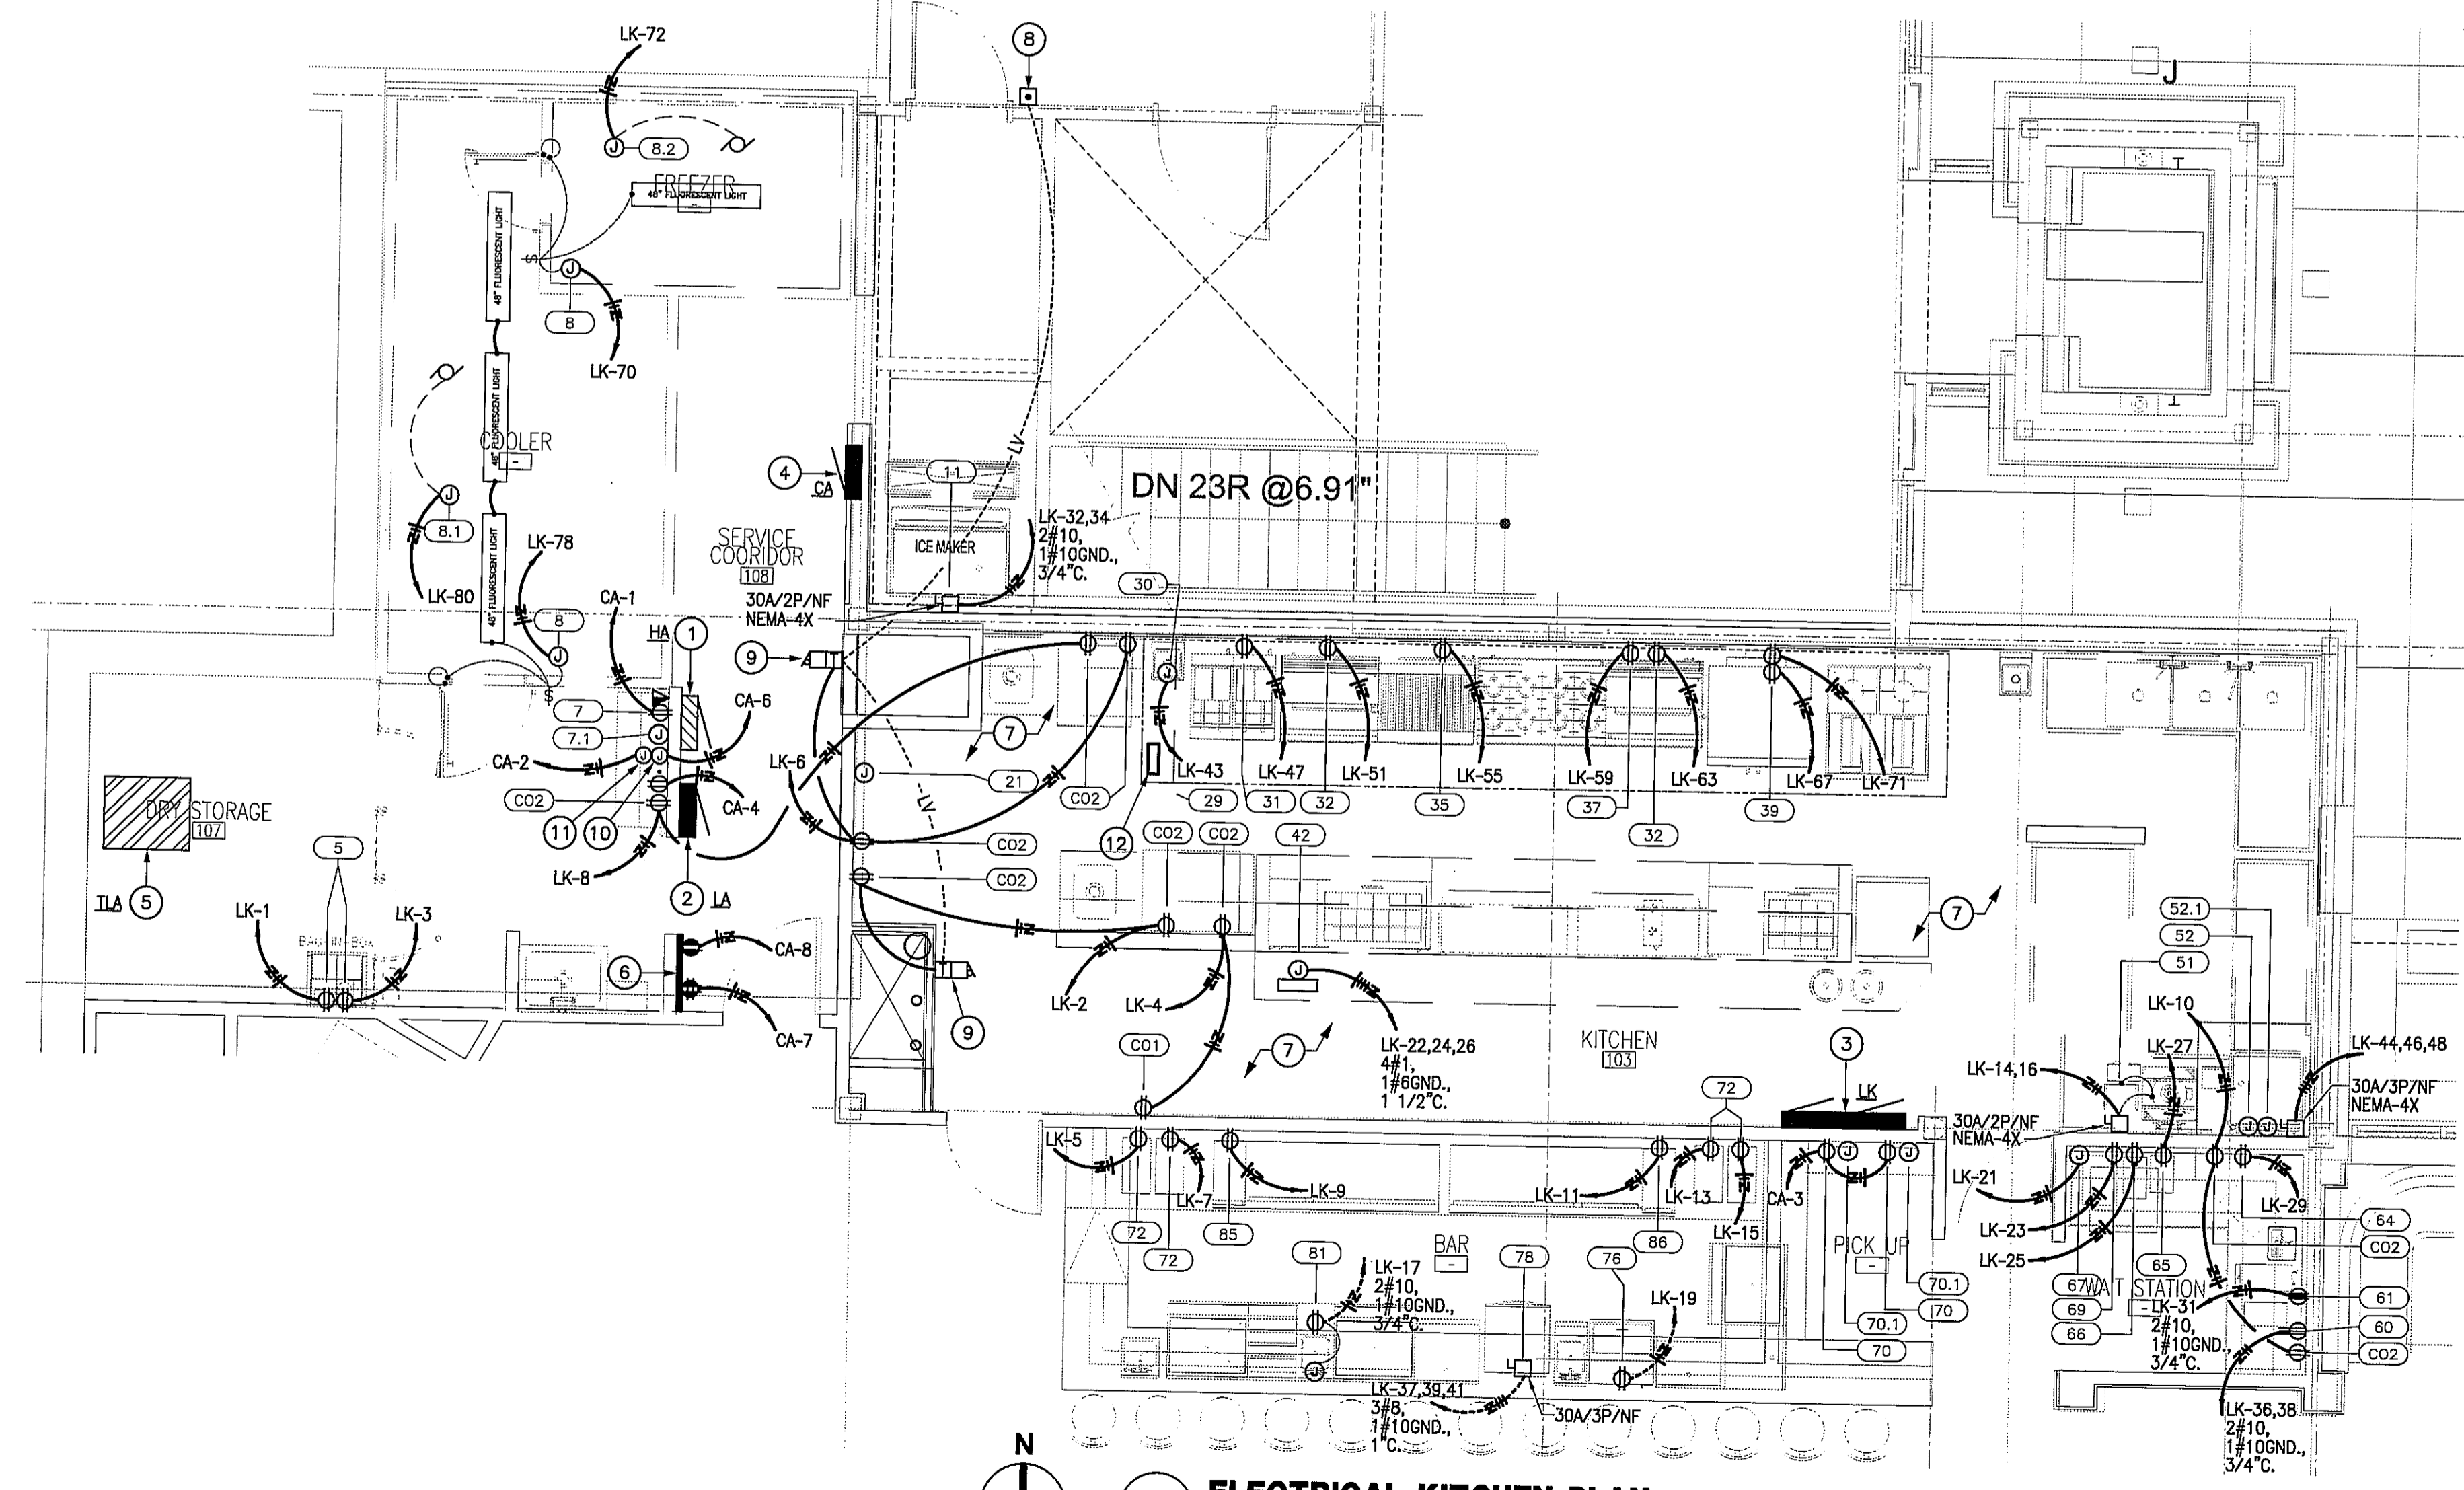 LK-72
8
J
8.2
FREEZER
48" FLUORESCENT LIGHT
48" FLUORESCENT LIGHT
S
J
8
LK-70
48" FLUORESCENT LIGHT
COOLER
-
4
CA
11
LV
DN 23R @6.91"
J
8.1
48" FLUORESCENT LIGHT
LK-78
SERVICE
COORIDOR
108
ICE MAKER
LK-32,34
2#10,
1#10GND.,
3/4"C.
LK-80
CA-1
8
J
30A/2P/NF
NEMA-4X
30
HA
1
9
S
7
7.1
CA-6
CA-2
LK-6
7
J
21
CO2
J
LK-43
LK-47
LK-51
LK-55
LK-59
LK-63
LK-67
LK-71
29
31
32
35
37
32
39
DRY STORAGE
107
CO2
11
10
CA-4
LV
12
CO2
CO2
42
CO2
CO2
LK-8
5
TLA
5
2
LA
LK-1
LK-3
BAG-IN-BOX
6
CA-8
CA-7
9
LK-2
LK-4
J
7
7
52.1
52
51
LK-10
CO1
LK-22,24,26
4#1,
1#6GND.,
1 1/2"C.
KITCHEN
103
3
LK
72
LK-14,16
LK-27
LK-44,46,48
30A/3P/NF
NEMA-4X
30A/2P/NF
NEMA-4X
LK-5
LK-7
LK-9
LK-11
LK-13
LK-15
CA-3
LK-21
LK-23
LK-25
LK-29
64
CO2
72
72
85
81
BAR
-
78
76
86
PICK UP
-
70.1
70
70.1
70
67
69
66
65
WAIT STATION
-
LK-31
2#10,
1#10GND.,
3/4"C.
61
60
CO2
LK-17
2#10,
1#10GND.,
3/4"C.
LK-19
LK-37,39,41
3#8,
1#10GND.,
1"C.
30A/3P/NF
LK-36,38
2#10,
1#10GND.,
3/4"C.
N
ELECTRICAL KITCHEN PLAN